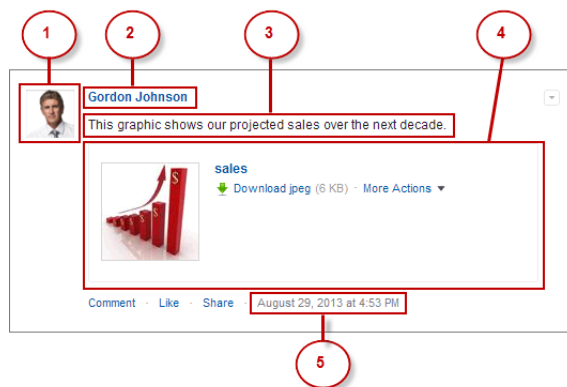 1 2 3 4
Gordon Johnson
This graphic shows our projected sales over the next decade.
$
$
sales
Download jpeg (6 KB) · More Actions
Comment · Like · Share · August 29, 2013 at 4:53 PM
5